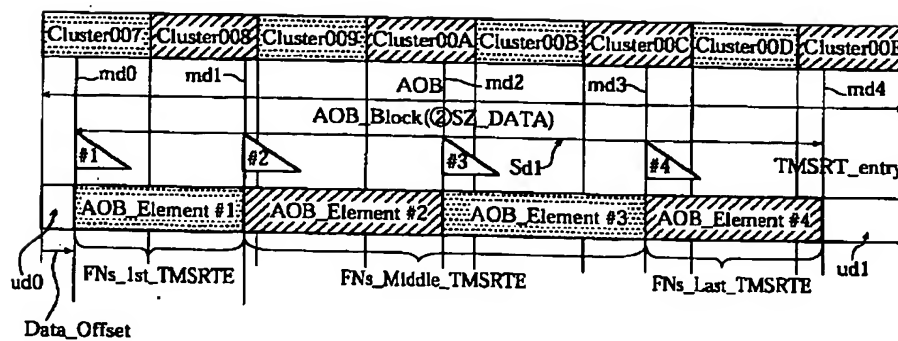 Cluster007 Cluster008 Cluster009 Cluster00A Cluster00B Cluster00C Cluster00D Cluster00E
md0 md1 AOB md2 md3 md4
AOB_Block(②SZ_DATA)
#1 #2 #3 Sd1 #4 TMSRT_entry
AOB_Element #1 AOB_Element #2 AOB_Element #3 AOB_Element #4
ud0 FNs_1st_TMSRTE FNs_Middle_TMSRTE FNs_Last_TMSRTE ud1
Data_Offset